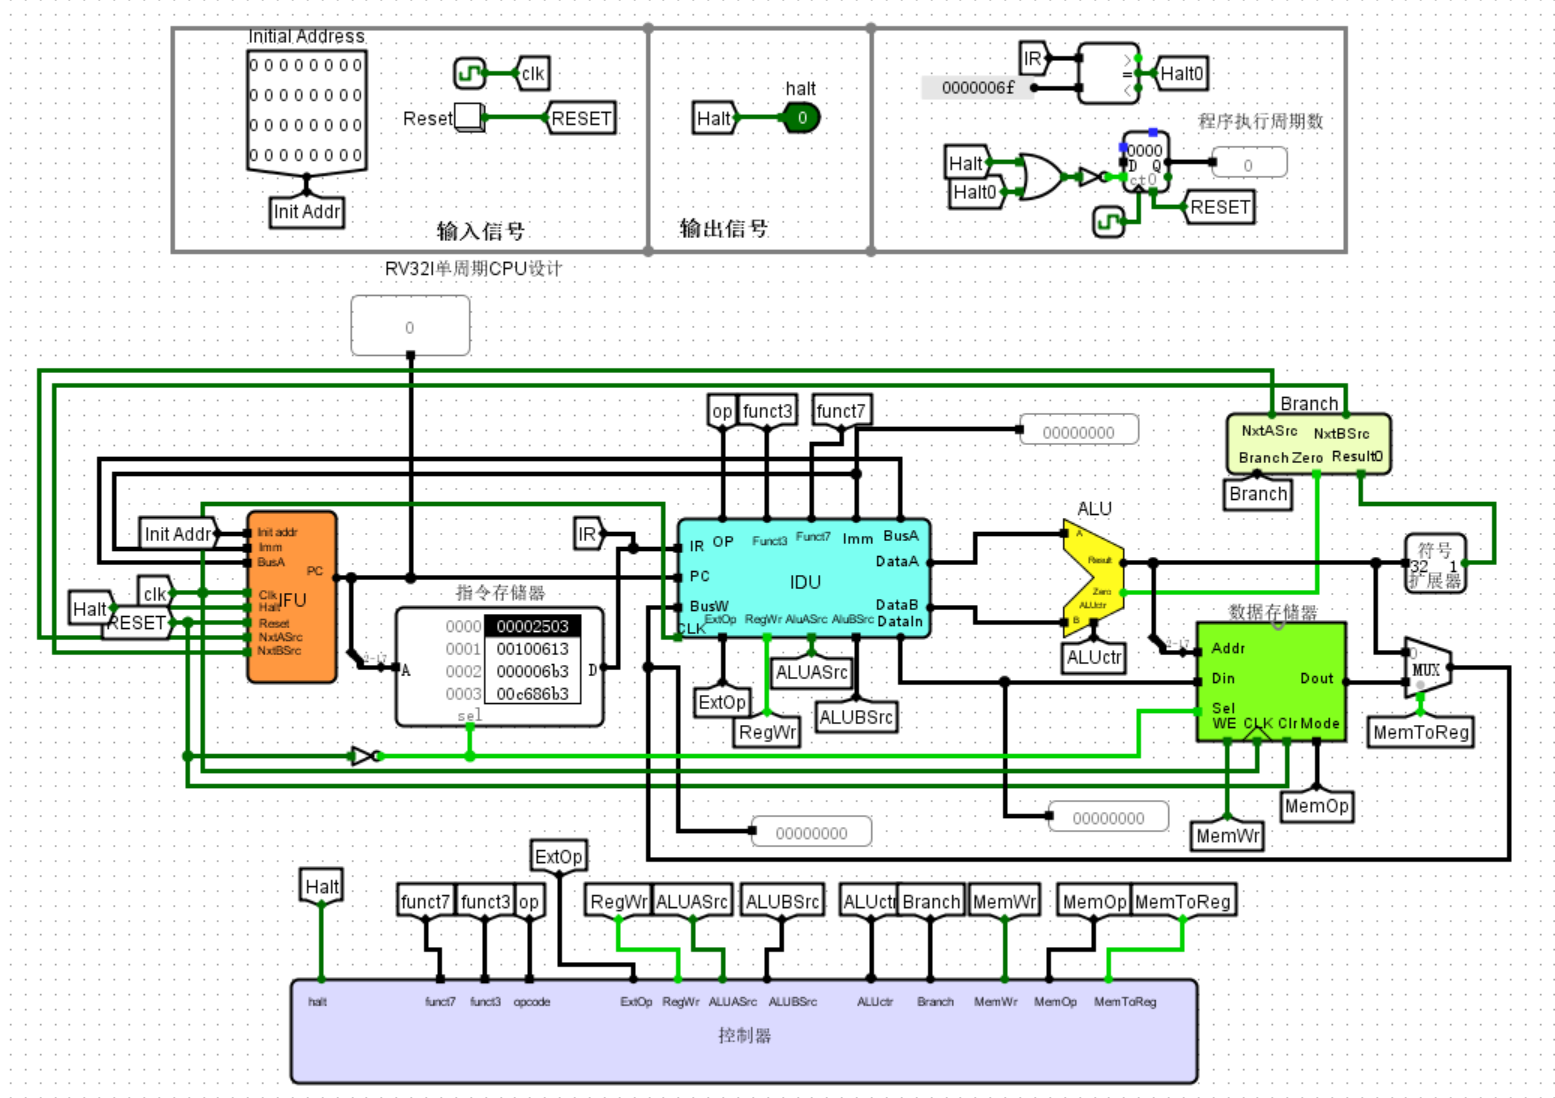 Initial Address
0 0 0 0 0 0 0 0
0 0 0 0 0 0 0 0
0 0 0 0 0 0 0 0
0 0 0 0 0 0 0 0
Init Addr
clk
Reset
RESET
输入信号
halt
Halt
0
输出信号
IR
0000006f
>
=
<
Halt0
程序执行周期数
Halt
Halt0
0000
D Q
ct0
0
RESET
RV32I单周期CPU设计
0
Init Addr
clk
Halt
RESET
Init addr
Imm
BusA
PC
Clk
Halt
IFU
Reset
NxtASrc
NxtBSrc
2-17
指令存储器
A
0000 00002503
0001 00100613
0002 000006b3
0003 00c686b3
D
sel
IR
op
funct3
funct7
00000000
IR
OP
Funct3
Funct7
Imm
BusA
PC
IDU
DataA
BusW
DataB
CLK
ExtOp
RegWr
AluASrc
AluBSrc
DataIn
ExtOp
RegWr
ALUASrc
ALUBSrc
ALU
A
Result
Zero
ALUctr
B
ALUctr
Branch
NxtASrc
NxtBSrc
Branch
Zero
Result0
Branch
符号
32 1
扩展器
数据存储器
2-17
Addr
Din
Dout
Sel
WE
CLK
Clr
Mode
0
MUX
MemToReg
MemOp
MemWr
00000000
00000000
Halt
funct7
funct3
op
ExtOp
RegWr
ALUASrc
ALUBSrc
ALUctr
Branch
MemWr
MemOp
MemToReg
halt
funct7
funct3
opcode
ExtOp
RegWr
ALUASrc
ALUBSrc
ALUctr
Branch
MemWr
MemOp
MemToReg
控制器